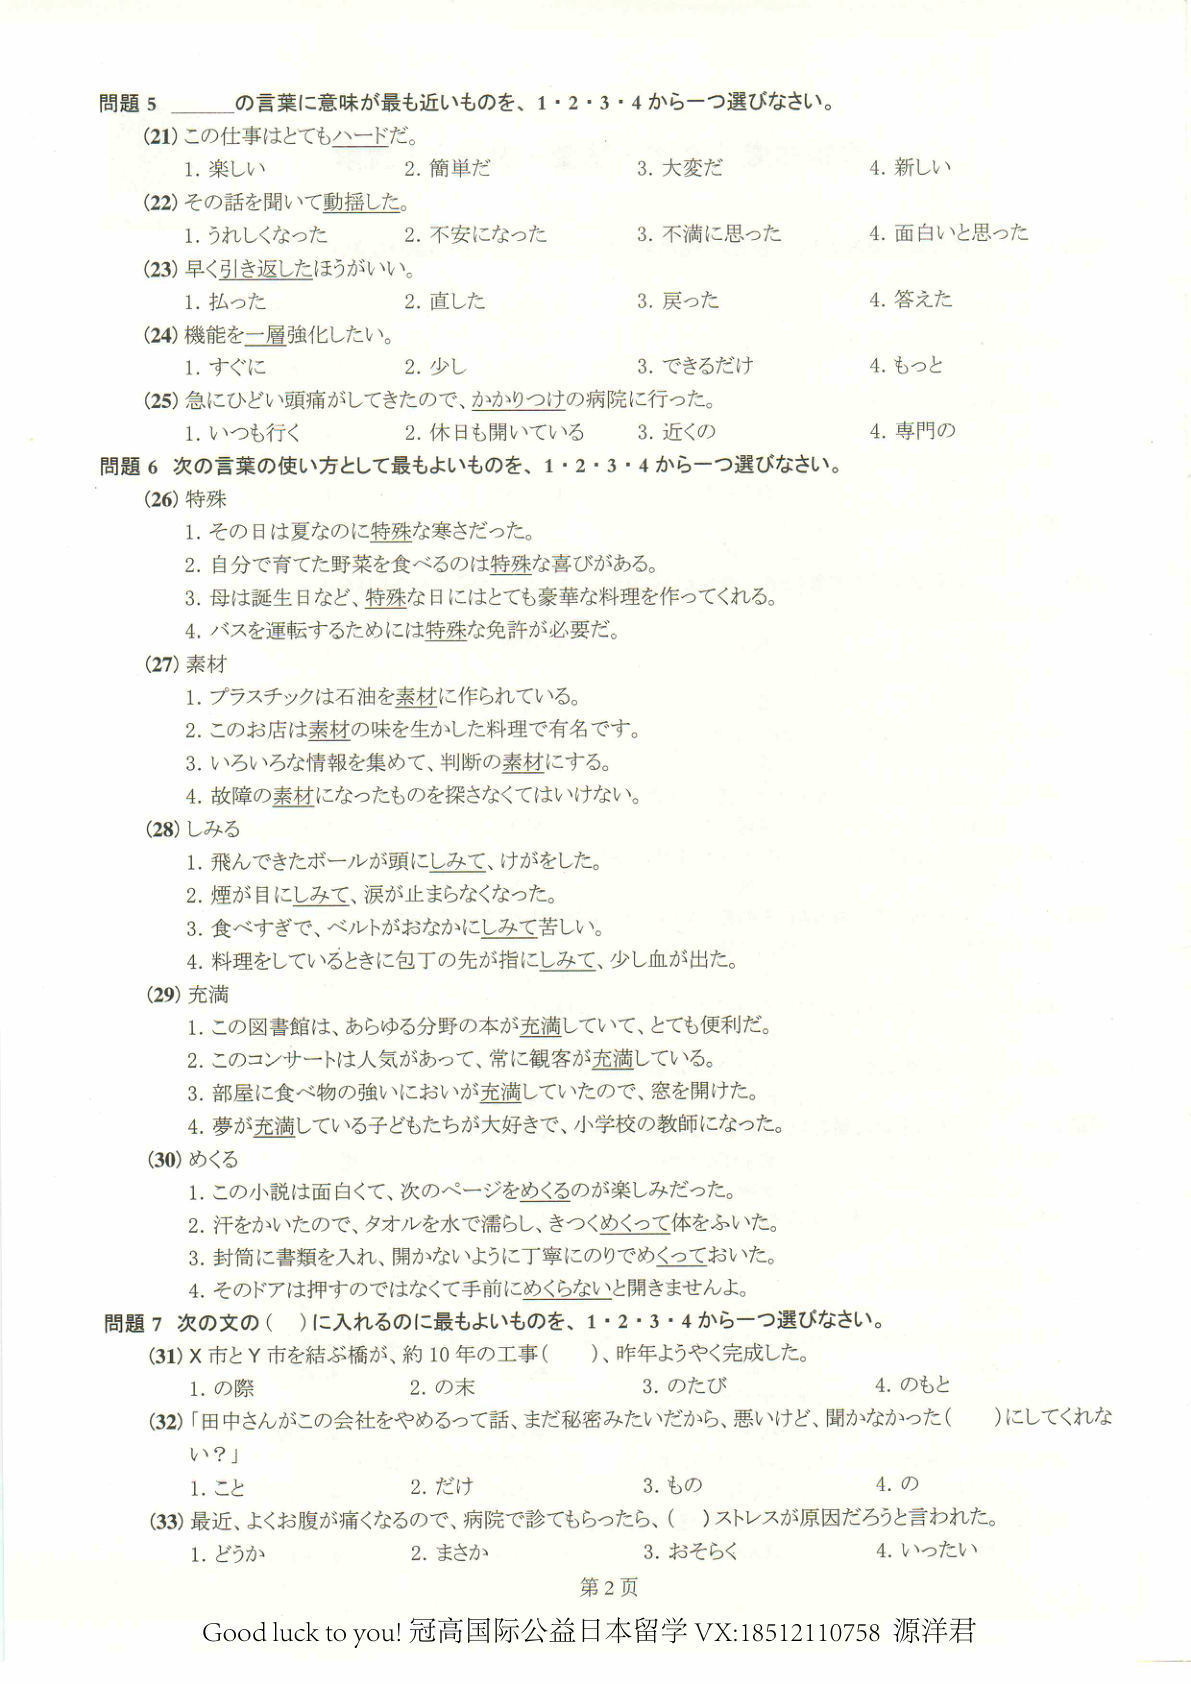 問題 5 ______の言葉に意味が最も近いものを、1・2・3・4 から一つ選びなさい。
(21) この仕事はとてもハードだ。
1. 楽しい 2. 簡単だ 3. 大変だ 4. 新しい
(22) その話を聞いて動揺した。
1. うれしくなった 2. 不安になった 3. 不満に思った 4. 面白いと思った
(23) 早く引き返したほうがいい。
1. 払った 2. 直した 3. 戻った 4. 答えた
(24) 機能を一層強化したい。
1. すぐに 2. 少し 3. できるだけ 4. もっと
(25) 急にひどい頭痛がしてきたので、かかりつけの病院に行った。
1. いつも行く 2. 休日も開いている 3. 近くの 4. 専門の
問題 6 次の言葉の使い方として最もよいものを、1・2・3・4 から一つ選びなさい。
(26) 特殊
1. その日は夏なのに特殊な寒さだった。
2. 自分で育てた野菜を食べるのは特殊な喜びがある。
3. 母は誕生日など、特殊な日にはとても豪華な料理を作ってくれる。
4. バスを運転するためには特殊な免許が必要だ。
(27) 素材
1. プラスチックは石油を素材に作られている。
2. このお店は素材の味を生かした料理で有名です。
3. いろいろな情報を集めて、判断の素材にする。
4. 故障の素材になったものを探さなくてはいけない。
(28) しみる
1. 飛んできたボールが頭にしみて、けがをした。
2. 煙が目にしみて、涙が止まらなくなった。
3. 食べすぎで、ベルトがおなかにしみて苦しい。
4. 料理をしているときに包丁の先が指にしみて、少し血が出た。
(29) 充満
1. この図書館は、あらゆる分野の本が充満していて、とても便利だ。
2. このコンサートは人気があって、常に観客が充満している。
3. 部屋に食べ物の強いにおいが充満していたので、窓を開けた。
4. 夢が充満している子どもたちが大好きで、小学校の教師になった。
(30) めくる
1. この小説は面白くて、次のページをめくるのが楽しみだった。
2. 汗をかいたので、タオルを水で濡らし、きつくめくって体をふいた。
3. 封筒に書類を入れ、開かないように丁寧にのりでめくっておいた。
4. そのドアは押すのではなくて手前にめくらないと開きませんよ。
問題 7 次の文の( )に入れるのに最もよいものを、1・2・3・4 から一つ選びなさい。
(31) X 市と Y 市を結ぶ橋が、約 10 年の工事( )、昨年ようやく完成した。
1. の際 2. の末 3. のたび 4. のもと
(32)「田中さんがこの会社をやめるって話、まだ秘密みたいだから、悪いけど、聞かなかった( )にしてくれな
い?」
1. こと 2. だけ 3. もの 4. の
(33) 最近、よくお腹が痛くなるので、病院で診てもらったら、( )ストレスが原因だろうと言われた。
1. どうか 2. まさか 3. おそらく 4. いったい
第 2 页
Good luck to you! 冠高国际公益日本留学 VX:18512110758 源洋君